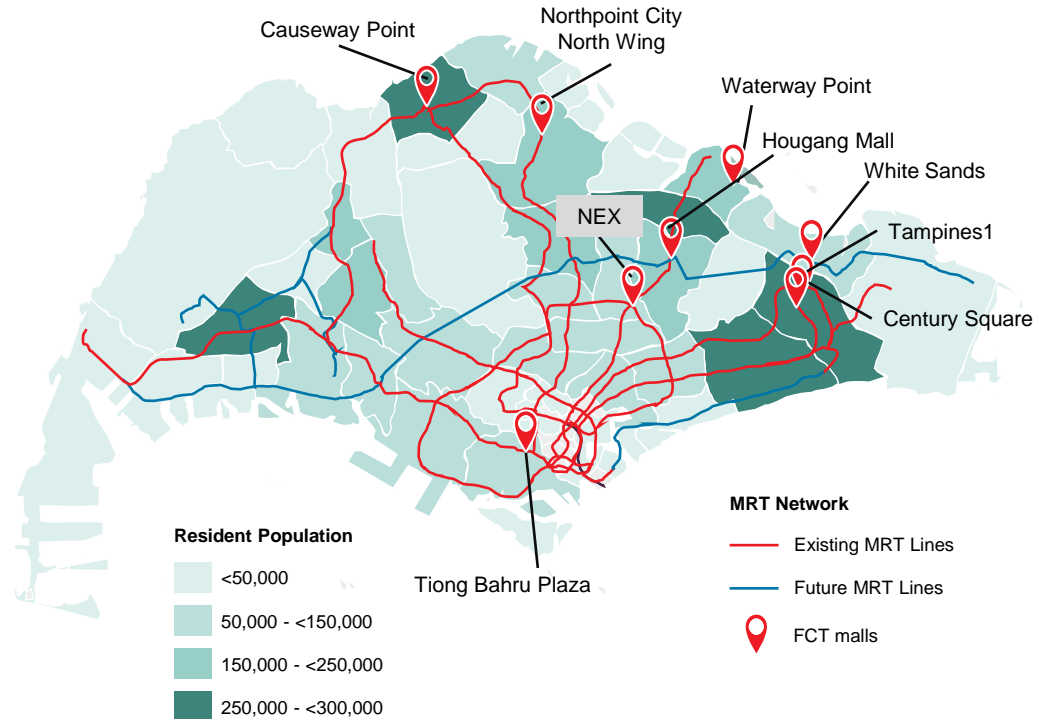 Causeway Point
Northpoint City
North Wing
Waterway Point
Hougang Mall
White Sands
NEX
Tampines1
Century Square
Tiong Bahru Plaza
Resident Population
<50,000
50,000 - <150,000
150,000 - <250,000
250,000 - <300,000
MRT Network
Existing MRT Lines
Future MRT Lines
FCT malls